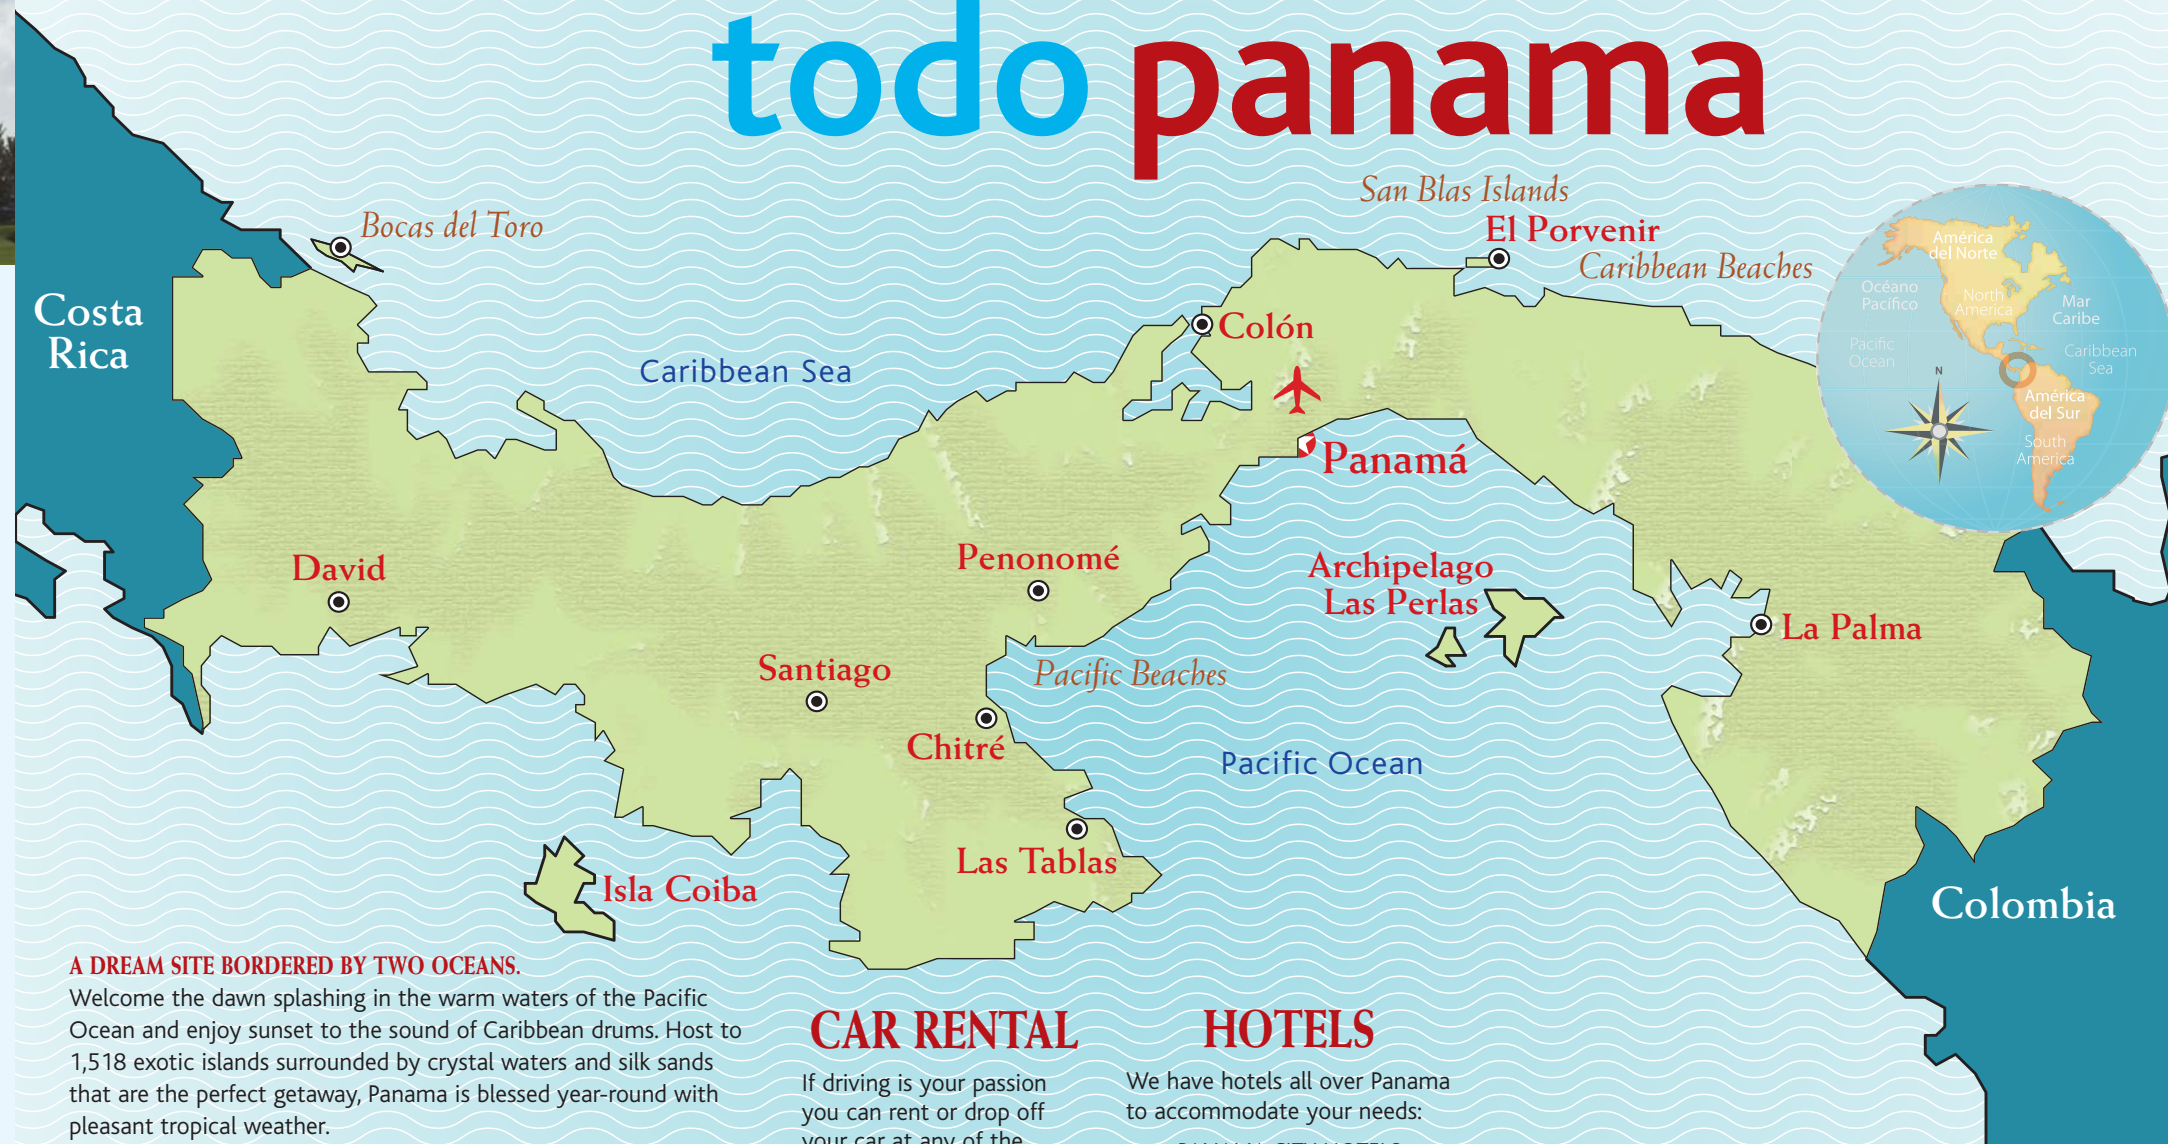 todo panama
San Blas Islands
El Porvenir
Caribbean Beaches
Bocas del Toro
Costa
Rica
Colón
Caribbean Sea
Panamá
América
del Norte
Océano
Pacífico
North
America
Mar
Caribe
Pacific
Ocean
Caribbean
Sea
N
América
del Sur
South
America
David
Penonomé
Archipelago
Las Perlas
La Palma
Santiago
Pacific Beaches
Chitré
Pacific Ocean
Las Tablas
Isla Coiba
Colombia
A DREAM SITE BORDERED BY TWO OCEANS.
Welcome the dawn splashing in the warm waters of the Pacific
Ocean and enjoy sunset to the sound of Caribbean drums. Host to
1,518 exotic islands surrounded by crystal waters and silk sands
that are the perfect getaway, Panama is blessed year-round with
pleasant tropical weather.
CAR RENTAL
If driving is your passion
you can rent or drop off
your car at any of the
HOTELS
We have hotels all over Panama
to accommodate your needs: